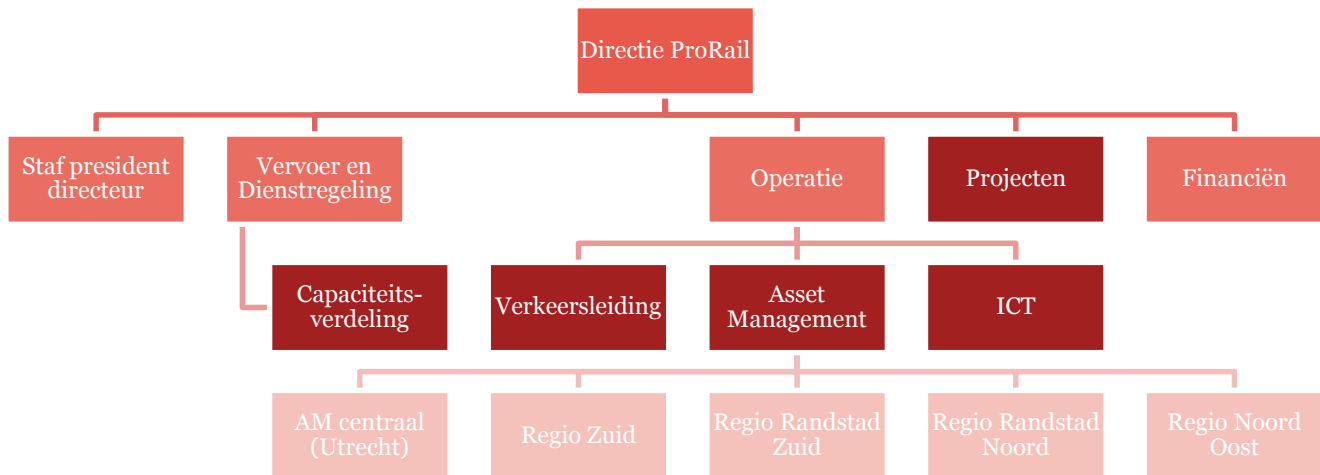 Directie ProRail
Staf president
directeur
Vervoer en
Dienstregeling
Operatie
Projecten
Financiën
Capaciteits-
verdeling
Verkeersleiding
Asset
Management
ICT
AM centraal
(Utrecht)
Regio Zuid
Regio Randstad
Zuid
Regio Randstad
Noord
Regio Noord
Oost